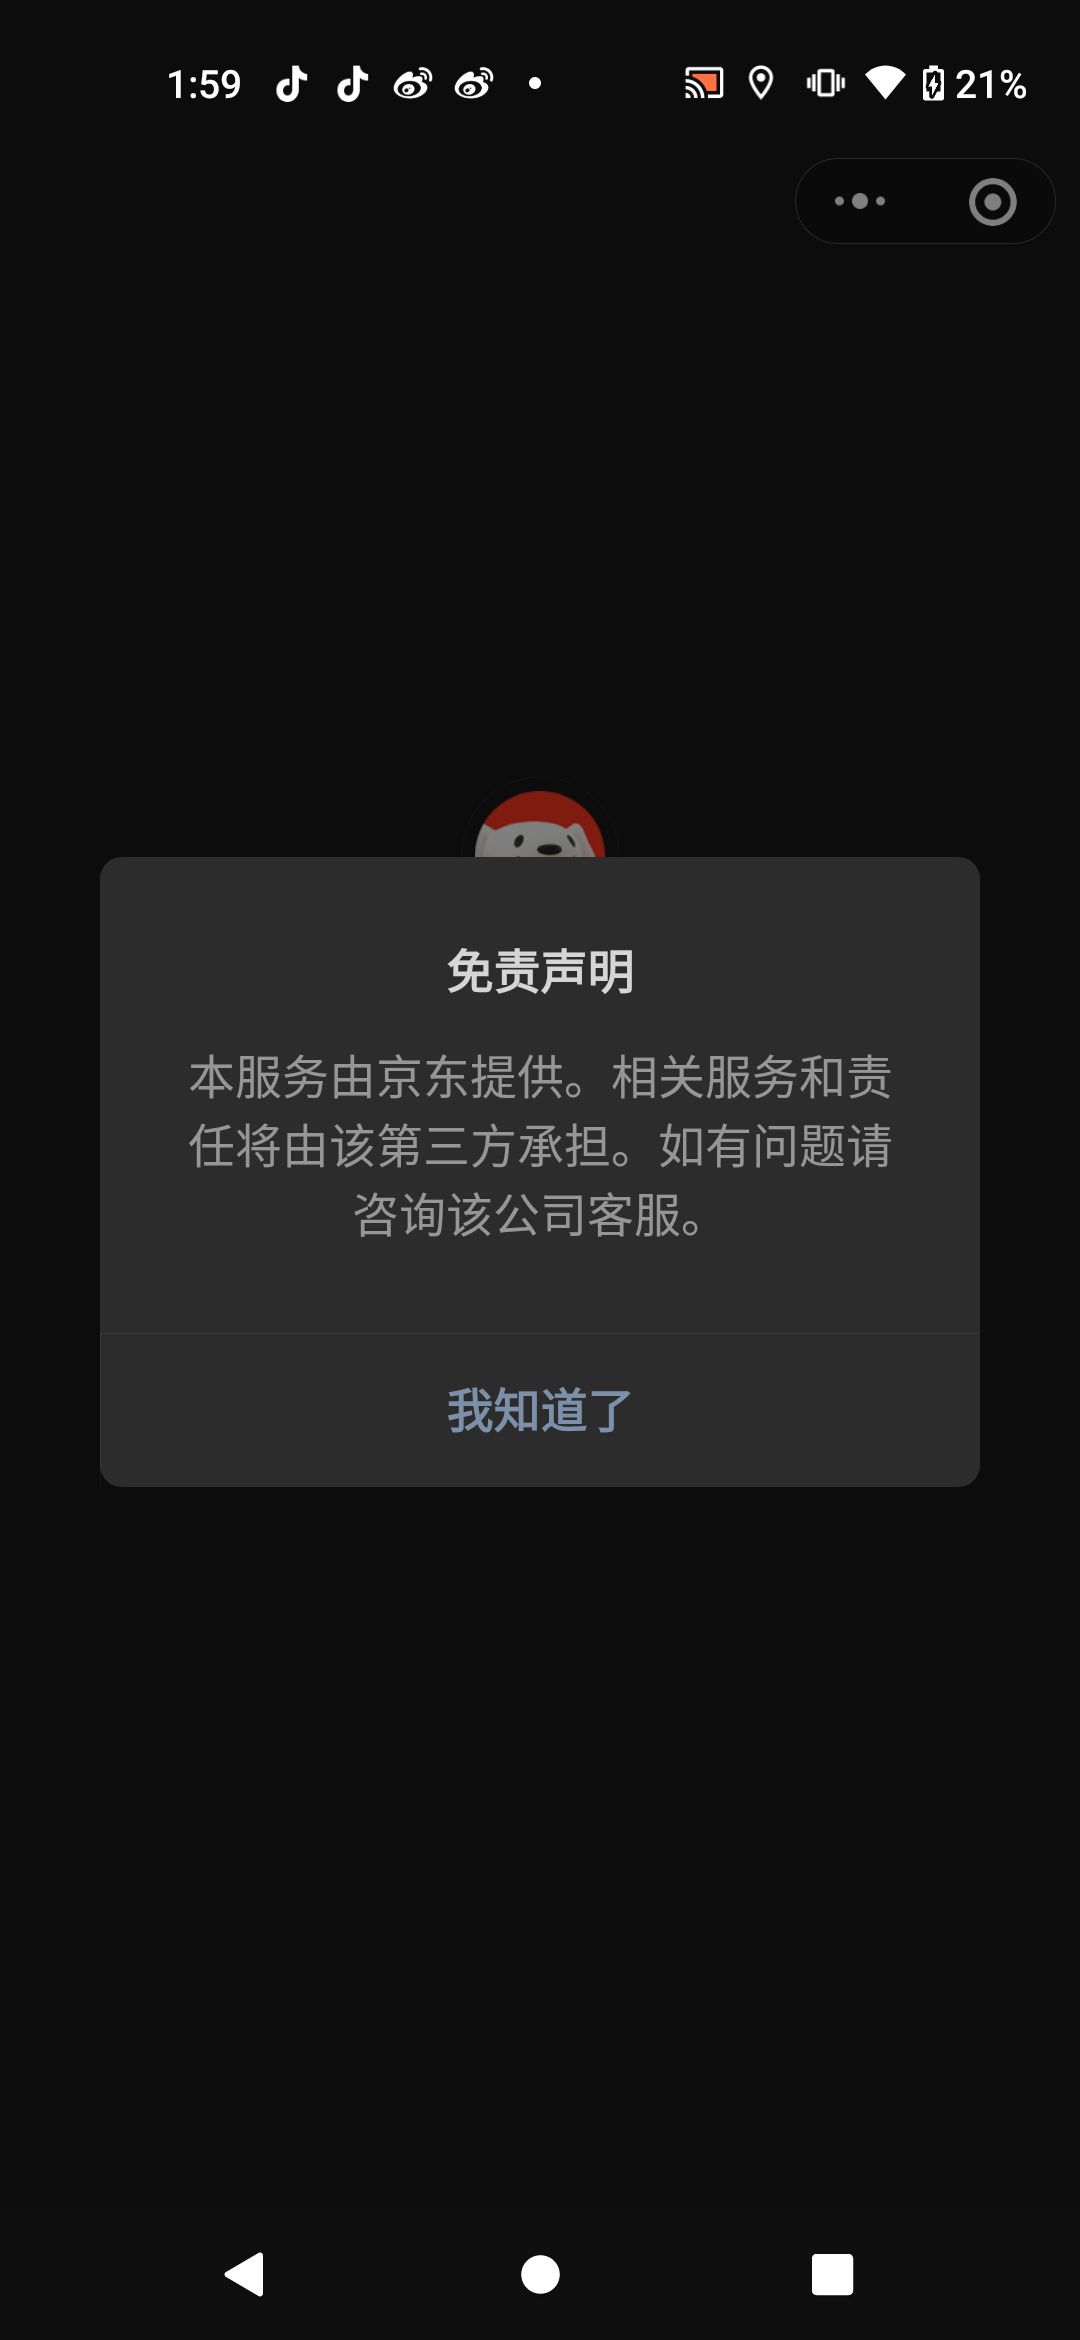 1:59
21%
免责声明
本服务由京东提供。相关服务和责
任将由该第三方承担。如有问题请
咨询该公司客服。
我知道了